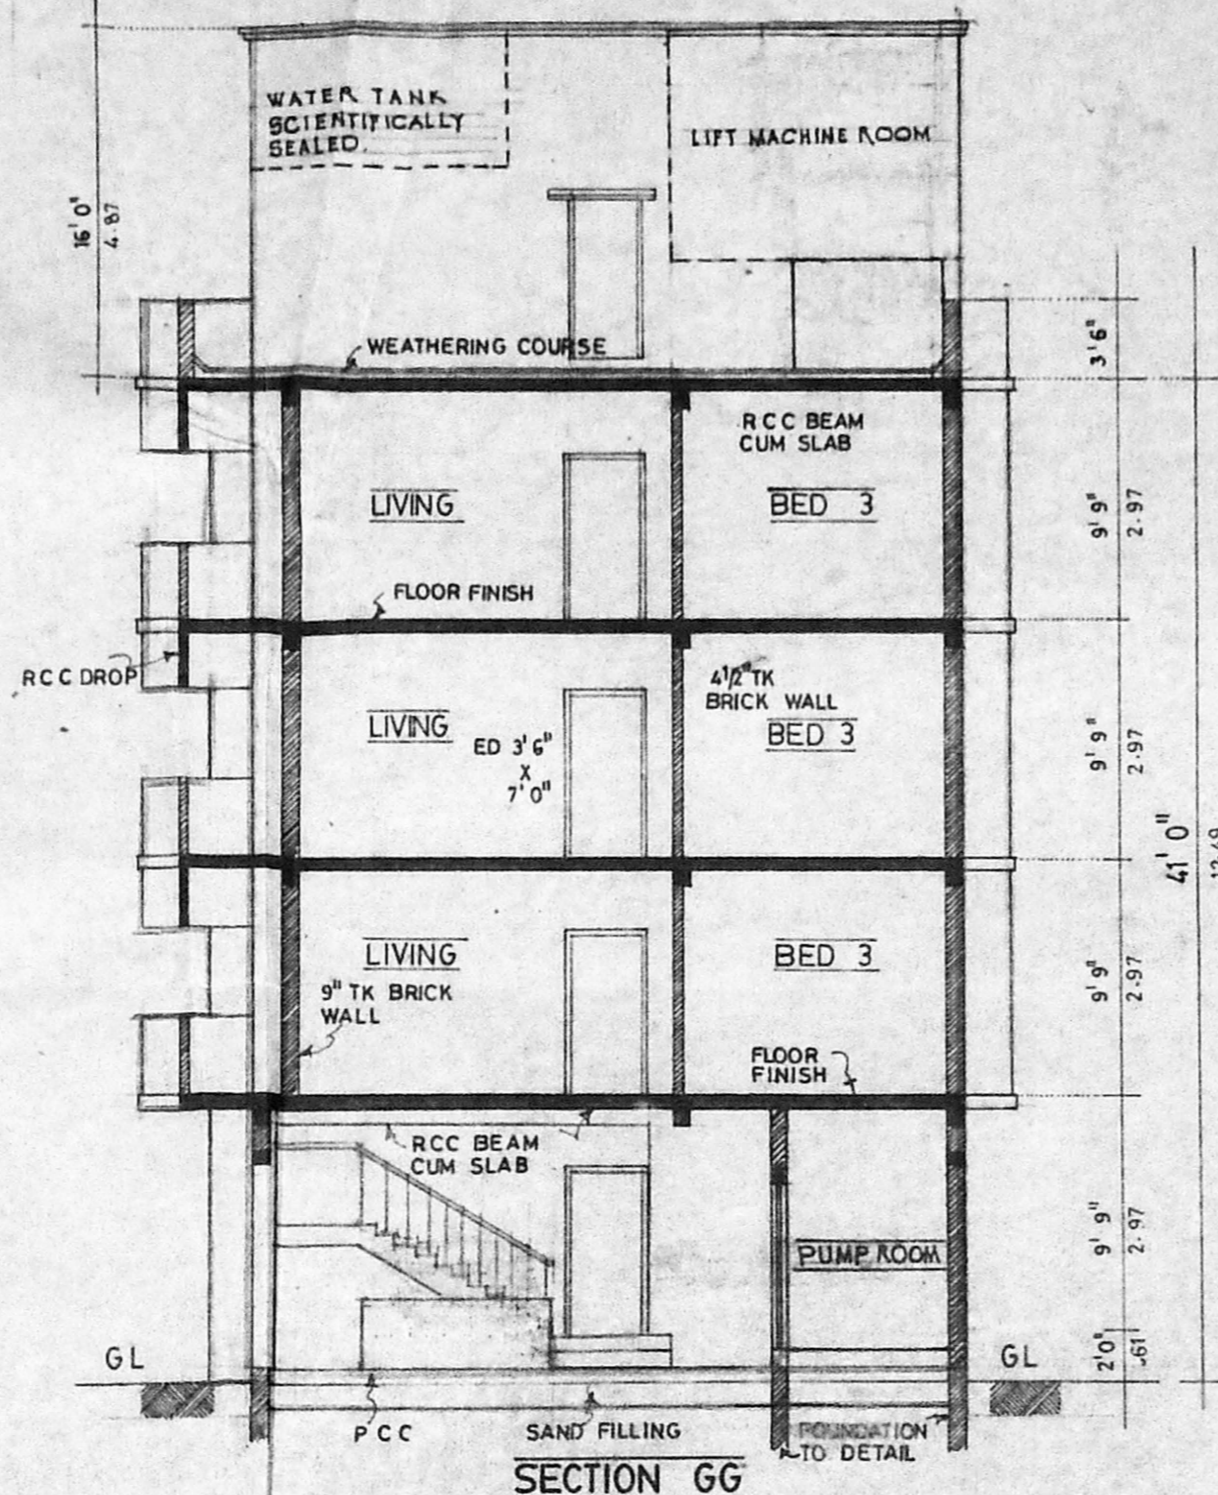 WATER TANK
SCIENTIFICALLY
SEALED.
LIFT MACHINE ROOM
16' 0"
4.87
WEATHERING COURSE
3' 6"
RCC BEAM
CUM SLAB
LIVING
BED 3
9' 9"
2.97
FLOOR FINISH
RCC DROP
4 1/2" TK
BRICK WALL
LIVING
BED 3
ED 3' 6"
X
7' 0"
9' 9"
2.97
41' 0"
LIVING
BED 3
9" TK BRICK
WALL
9' 9"
2.97
FLOOR
FINISH
RCC BEAM
CUM SLAB
PUMP ROOM
9' 9"
2.97
GL
GL
2' 0"
.61
PCC
SAND FILLING
FOUNDATION
TO DETAIL
SECTION GG